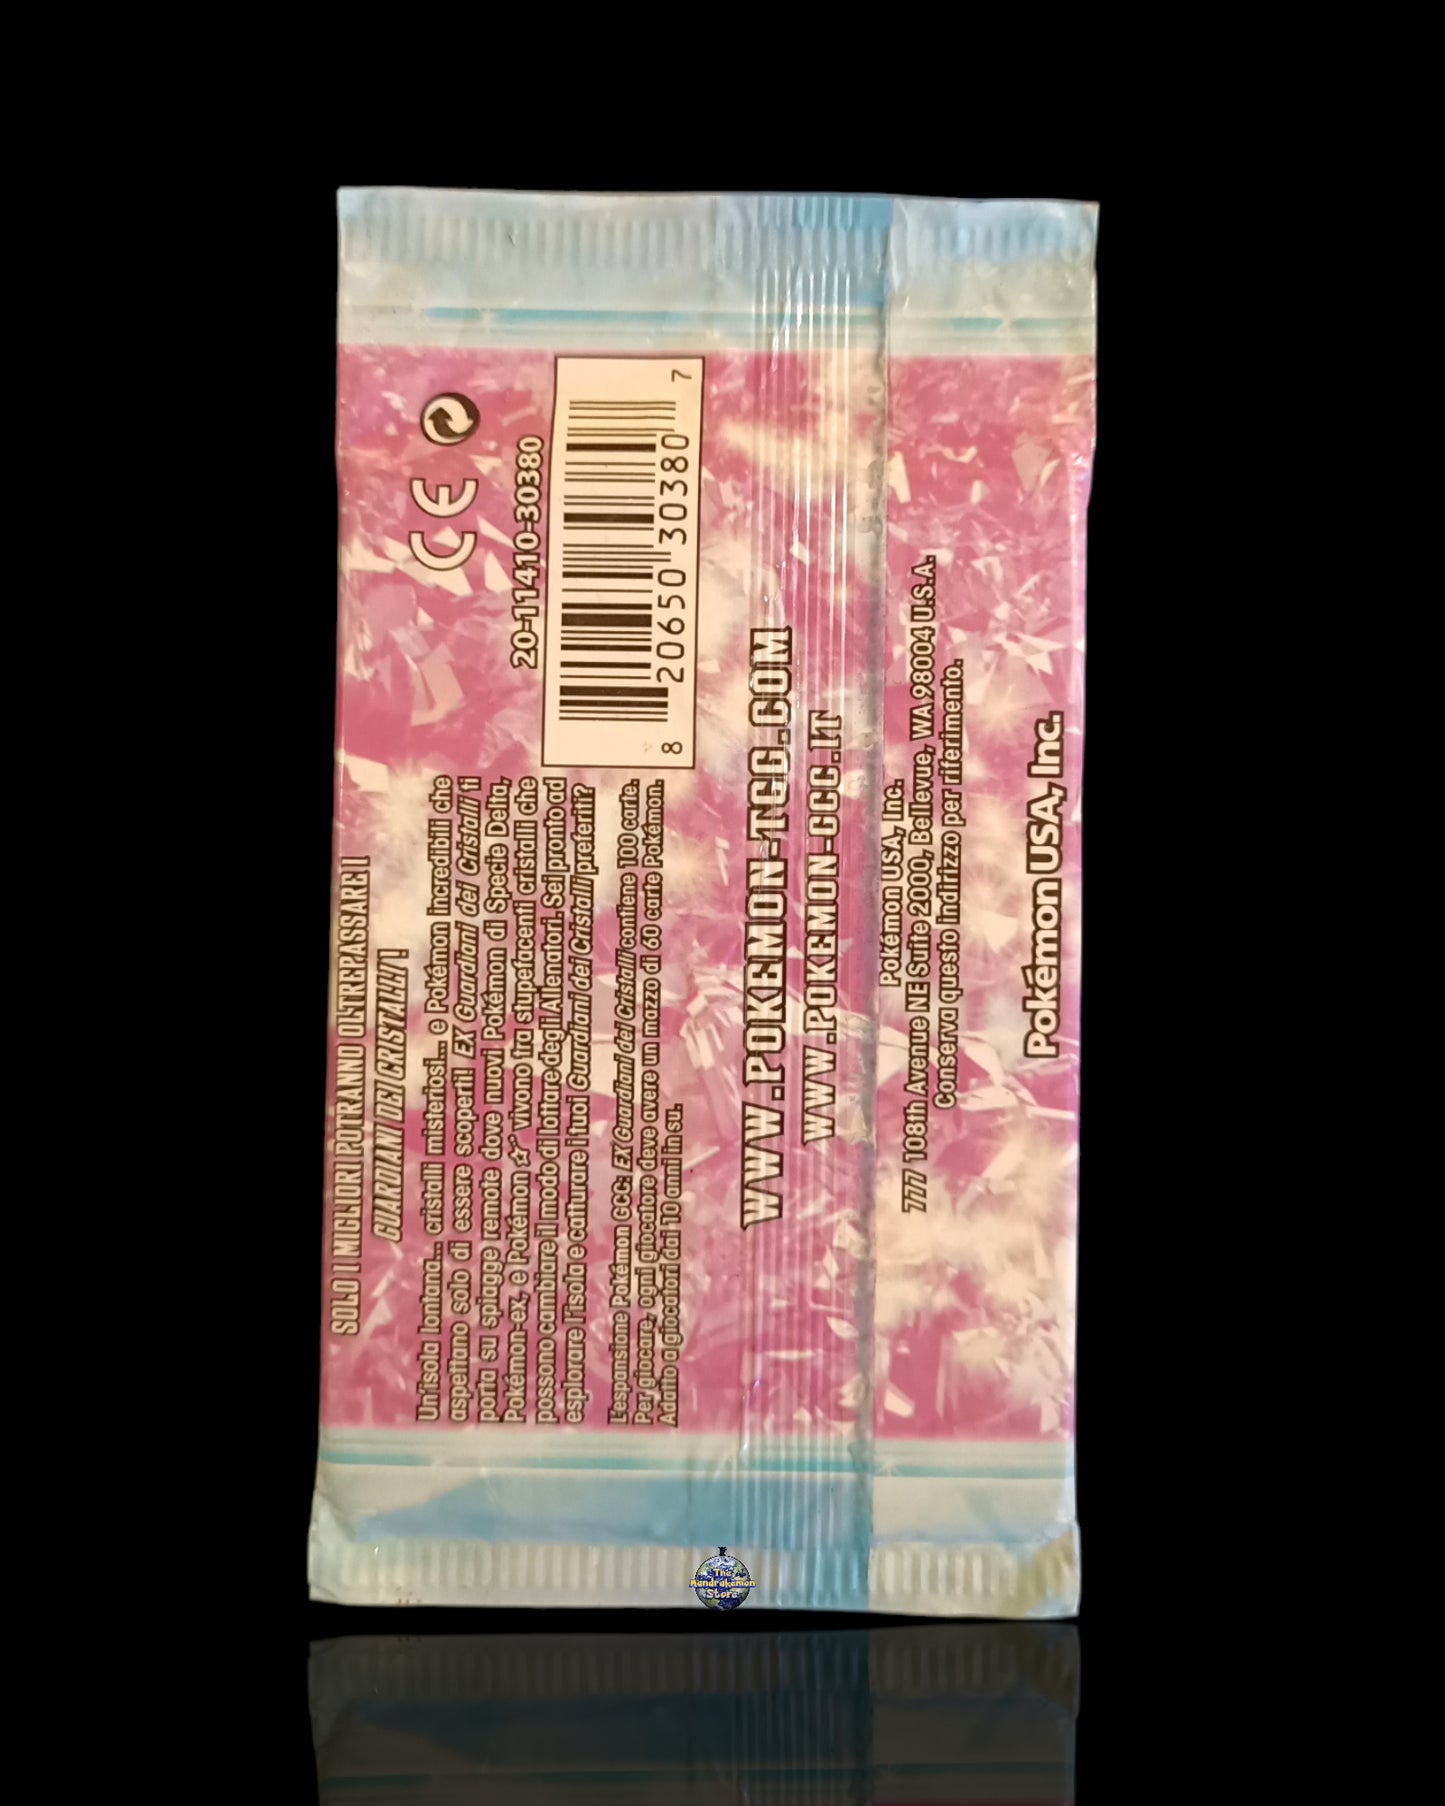 SOLO I MIGLIORI POTRANNO OLTREPASSARE I
GUARDIANI DEI CRISTALLI !
Un'isola lontana... cristalli misteriosi... e Pokémon incredibili che
aspettano solo di essere scoperti! EX Guardiani dei Cristalli ti
porta su spiagge remote dove nuovi Pokémon di Specie Delta,
Pokémon-ex, e Pokémon ☆ vivono tra stupefacenti cristalli che
possono cambiare il modo di lottare degli Allenatori. Sei pronto ad
esplorare l'isola e catturare i tuoi Guardiani dei Cristalli preferiti?
L'espansione Pokémon GCC: EX Guardiani dei Cristalli contiene 100 carte.
Per giocare, ogni giocatore deve avere un mazzo di 60 carte Pokémon.
Adatto a giocatori dai 10 anni in su.
CE
20-11410-30380
8 20650 30380 7
WWW.POKEMON-TCG.COM
WWW.POKEMON-GCC.IT
Pokémon USA, Inc.
777 108th Avenue NE Suite 2000, Bellevue, WA 98004 U.S.A.
Conserva questo indirizzo per riferimento.
Pokémon USA, Inc.
The
Mandrakemon
Store